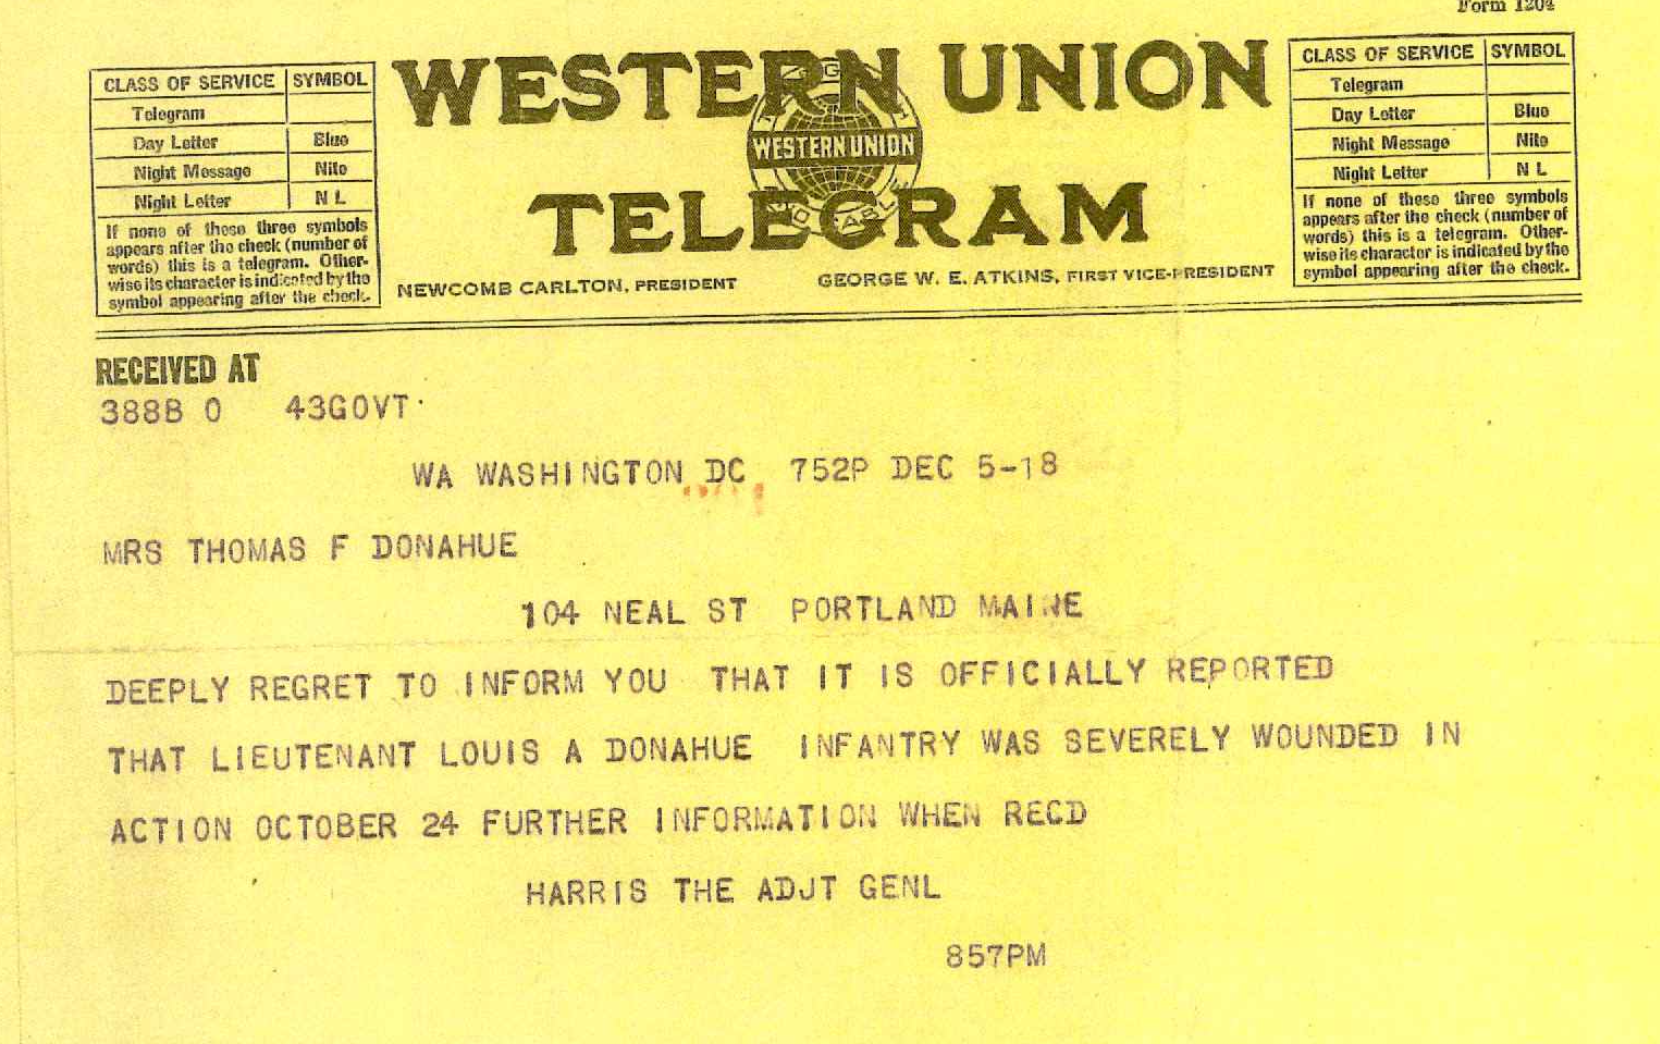 Form 1204
CLASS OF SERVICE SYMBOL
Telegram
Day Letter Blue
Night Message Nite
Night Letter N L
If none of these three symbols
appears after the check (number of
words) this is a telegram. Other-
wise its character is indicated by the
symbol appearing after the check.
WESTERN UNION
WESTERN UNION
TELEGRAM
NEWCOMB CARLTON, PRESIDENT
GEORGE W. E. ATKINS, FIRST VICE-PRESIDENT
CLASS OF SERVICE SYMBOL
Telegram
Day Letter Blue
Night Message Nite
Night Letter N L
If none of these three symbols
appears after the check (number of
words) this is a telegram. Other-
wise its character is indicated by the
symbol appearing after the check.
RECEIVED AT
388B O 43GOVT
WA WASHINGTON DC 752P DEC 5-18
MRS THOMAS F DONAHUE
104 NEAL ST PORTLAND MAINE
DEEPLY REGRET TO INFORM YOU THAT IT IS OFFICIALLY REPORTED
THAT LIEUTENANT LOUIS A DONAHUE INFANTRY WAS SEVERELY WOUNDED IN
ACTION OCTOBER 24 FURTHER INFORMATION WHEN RECD
HARRIS THE ADJT GENL
857PM